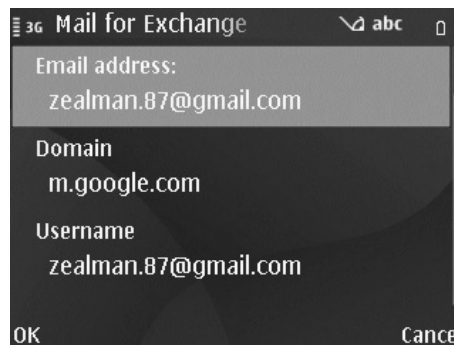 3G Mail for Exchange abc
Email address:
zealman.87@gmail.com
Domain
m.google.com
Username
zealman.87@gmail.com
OK Cance